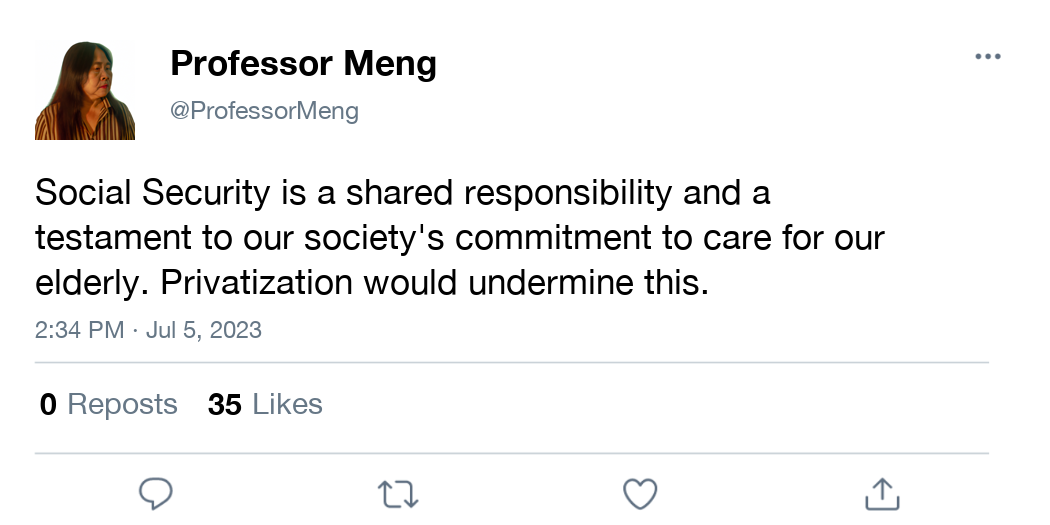 Professor Meng
@ProfessorMeng
Social Security is a shared responsibility and a
testament to our society's commitment to care for our
elderly. Privatization would undermine this.
2:34 PM · Jul 5, 2023
0 Reposts 35 Likes